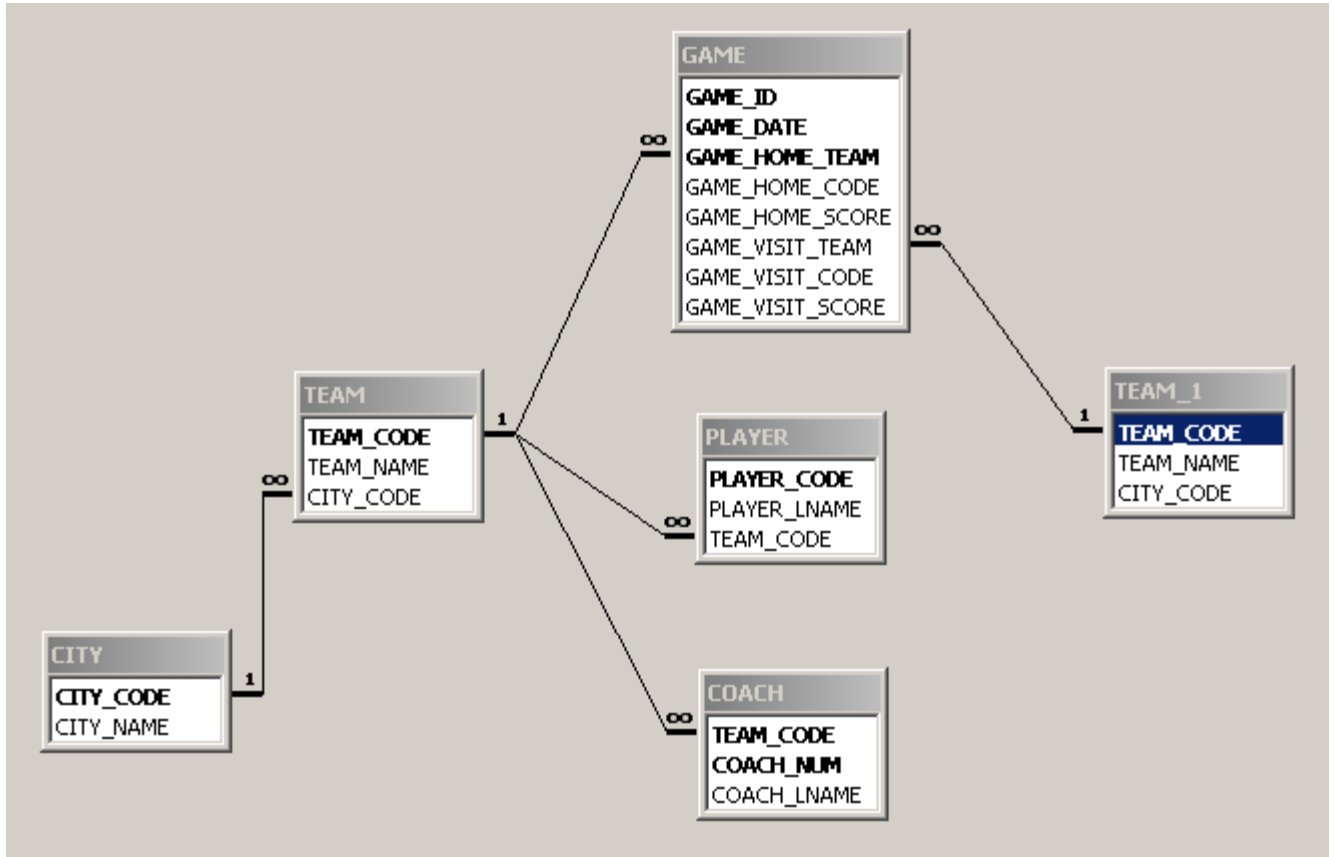 GAME
GAME_ID
GAME_DATE
GAME_HOME_TEAM
GAME_HOME_CODE
GAME_HOME_SCORE
GAME_VISIT_TEAM
GAME_VISIT_CODE
GAME_VISIT_SCORE
∞
∞
TEAM
TEAM_CODE
TEAM_NAME
CITY_CODE
1
∞
PLAYER
PLAYER_CODE
PLAYER_LNAME
TEAM_CODE
∞
TEAM_1
TEAM_CODE
TEAM_NAME
CITY_CODE
1
CITY
CITY_CODE
CITY_NAME
1
COACH
TEAM_CODE
COACH_NUM
COACH_LNAME
∞